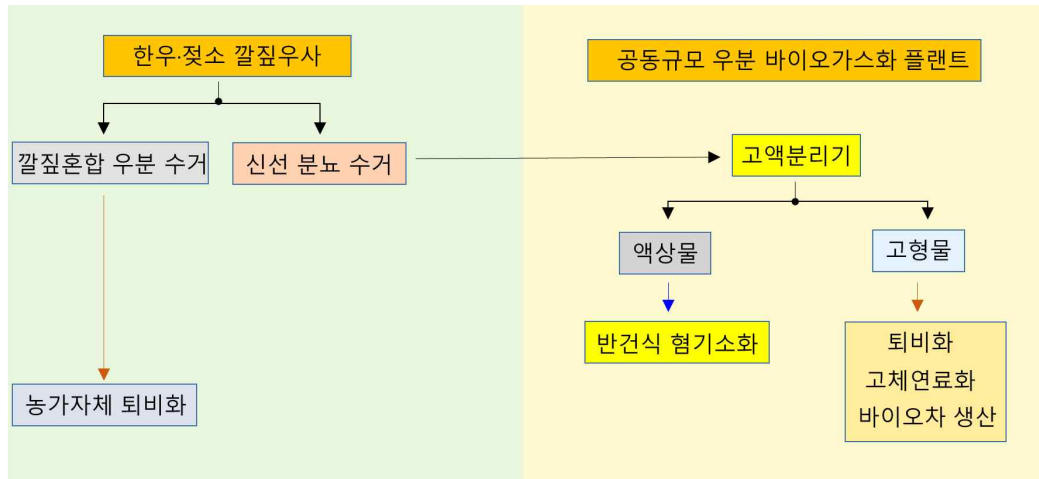 한우·젖소 깔짚우사
공동규모 우분 바이오가스화 플랜트
깔짚혼합 우분 수거
신선 분뇨 수거
고액분리기
액상물
고형물
반건식 혐기소화
퇴비화
고체연료화
바이오차 생산
농가자체 퇴비화